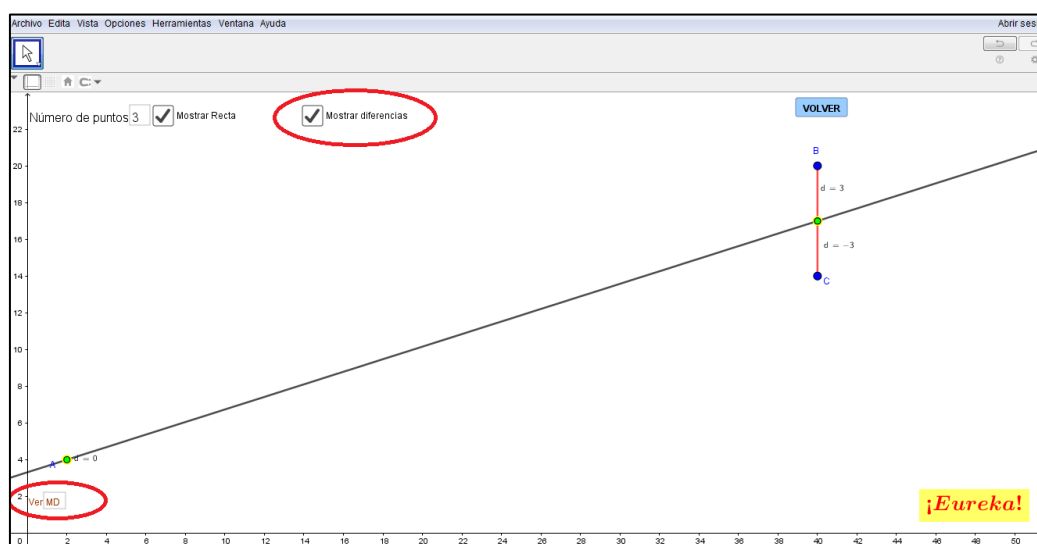 Archivo Edita Vista Opciones Herramientas Ventana Ayuda
C:
Número de puntos 3 Mostrar Recta Mostrar diferencias VOLVER
22
B
20
d = 3
18
16
d = −3
14
C
12
10
8
6
4
A d = 0
2
Ver MD
¡Eureka!
0 2 4 6 8 10 12 14 16 18 20 22 24 26 28 30 32 34 36 38 40 42 44 46 48 50